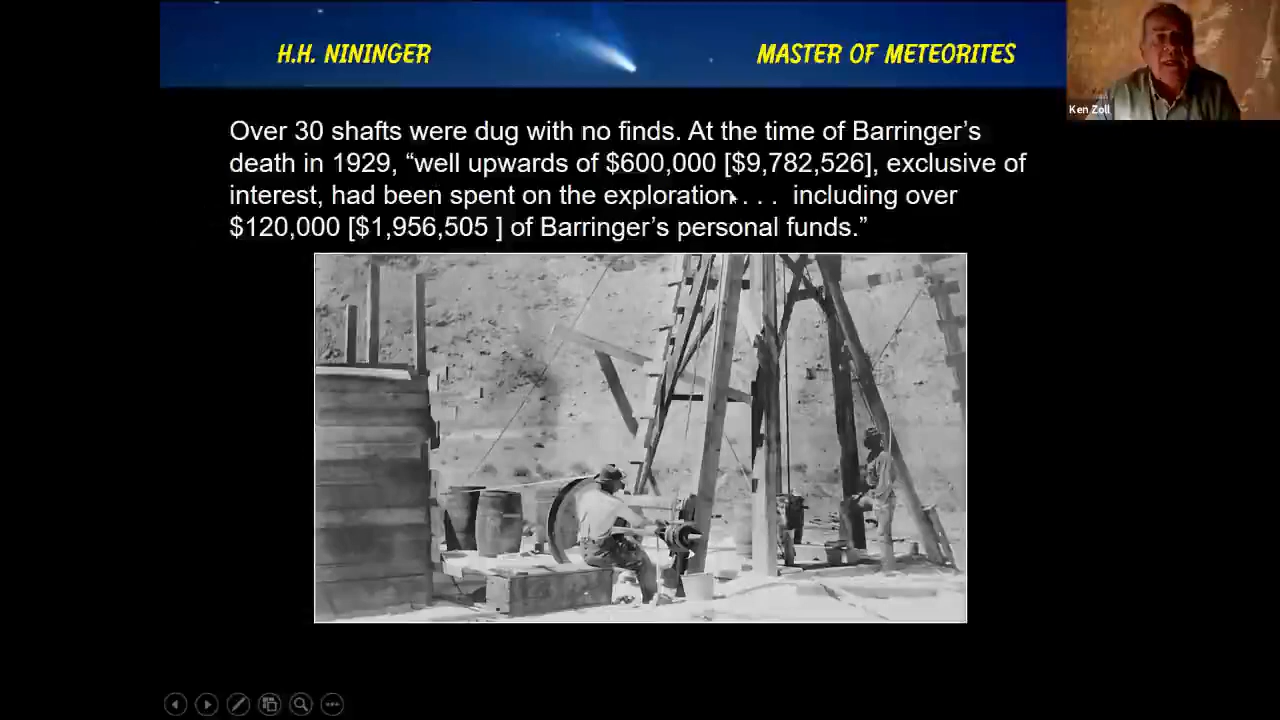 H.H. NININGER
MASTER OF METEORITES
Ken Zoll
Over 30 shafts were dug with no finds. At the time of Barringer’s
death in 1929, “well upwards of $600,000 [$9,782,526], exclusive of
interest, had been spent on the exploration . . . including over
$120,000 [$1,956,505 ] of Barringer’s personal funds.”